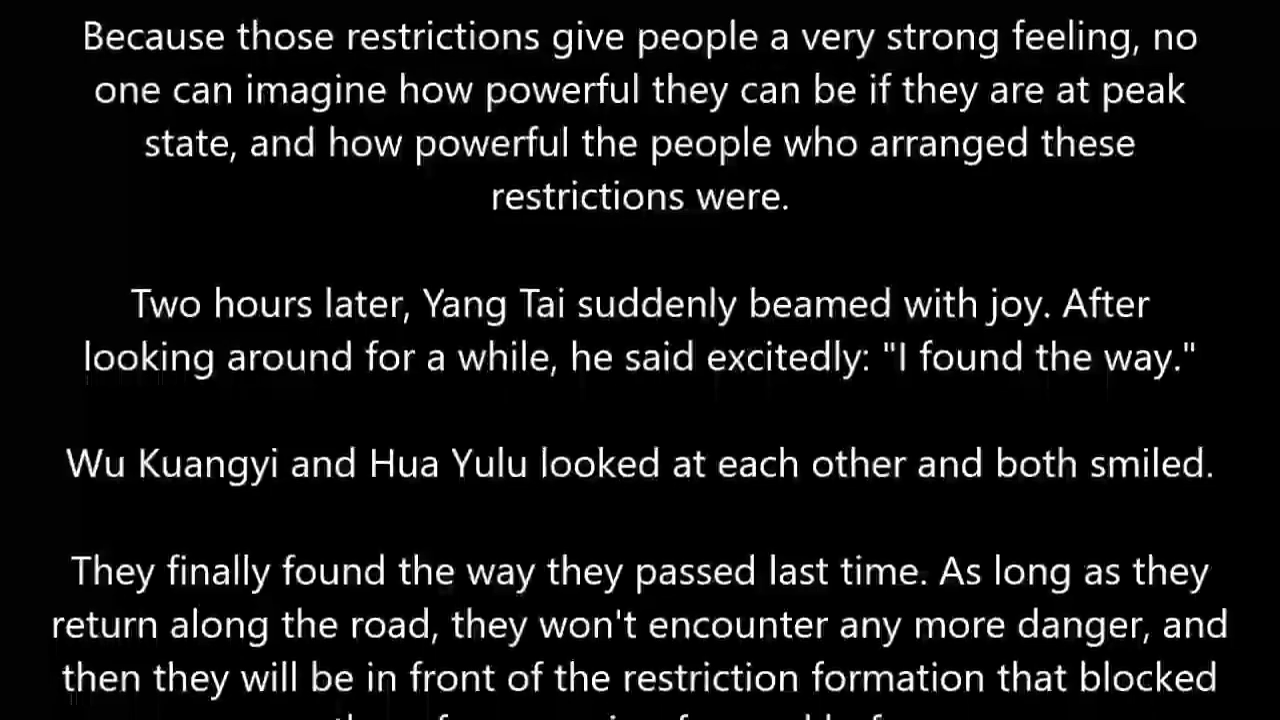 Because those restrictions give people a very strong feeling, no
one can imagine how powerful they can be if they are at peak
state, and how powerful the people who arranged these
restrictions were.
Two hours later, Yang Tai suddenly beamed with joy. After
looking around for a while, he said excitedly: "I found the way."
Wu Kuangyi and Hua Yulu looked at each other and both smiled.
They finally found the way they passed last time. As long as they
return along the road, they won't encounter any more danger, and
then they will be in front of the restriction formation that blocked